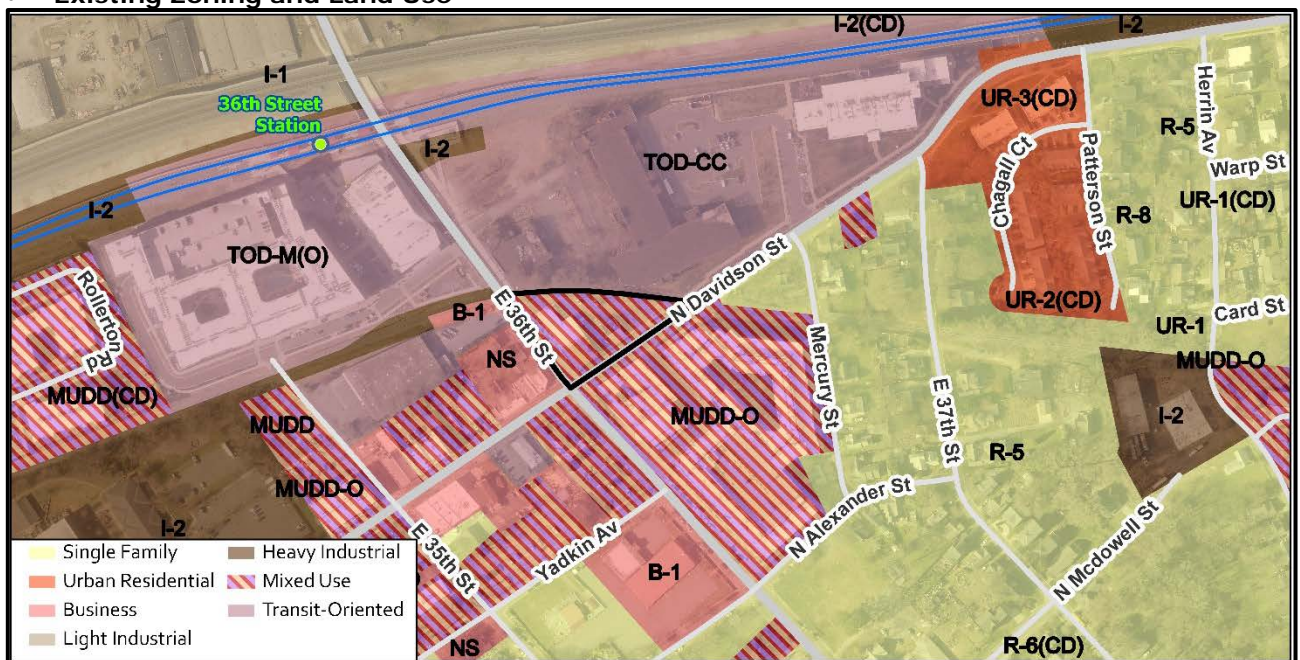 Existing Zoning and Land Use
I-2(CD)
I-2
I-1
36th Street
Station
I-2
UR-3(CD)
R-5
Herrin Av
Warp St
TOD-CC
Chagall Ct
Patterson St
UR-1(CD)
I-2
R-8
TOD-M(O)
N Davidson St
Rollerton
Rd
B-1
E 36th St
UR-2(CD)
UR-1
Card St
NS
Mercury St
MUDD-O
MUDD(CD)
MUDD
MUDD-O
E 37th St
I-2
R-5
MUDD-O
N Alexander St
I-2
E 35th St
Yadkin Av
B-1
N Mcdowell St
NS
R-6(CD)
Single Family
Urban Residential
Business
Light Industrial
Heavy Industrial
Mixed Use
Transit-Oriented